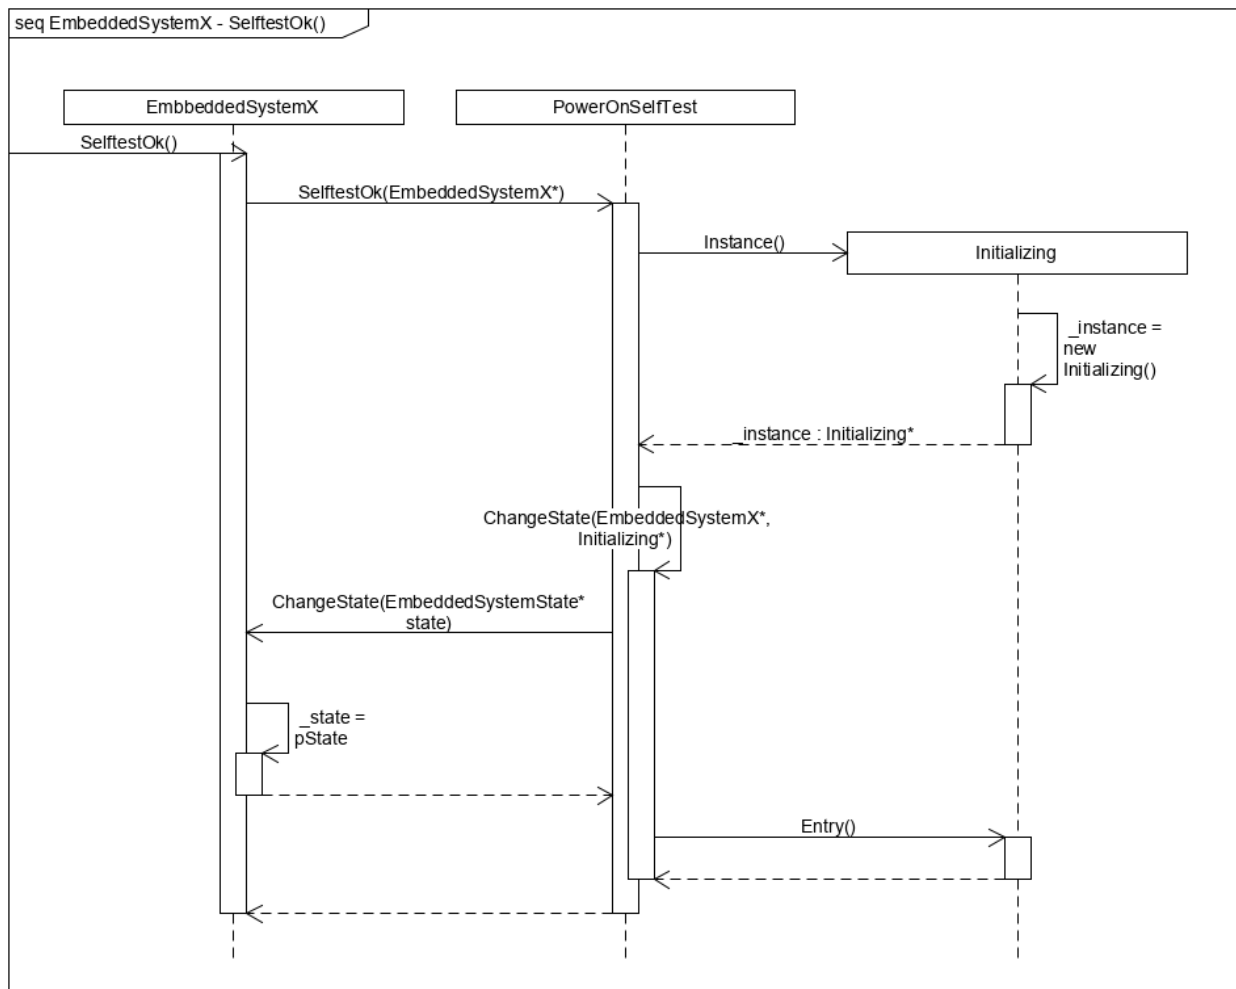 seq EmbeddedSystemX - SelftestOk()
EmbbeddedSystemX
PowerOnSelfTest
SelftestOk()
SelftestOk(EmbeddedSystemX*)
Instance()
Initializing
_instance =
new
Initializing()
_instance : Initializing*
ChangeState(EmbeddedSystemX*,
Initializing*)
ChangeState(EmbeddedSystemState*
state)
_state =
pState
Entry()